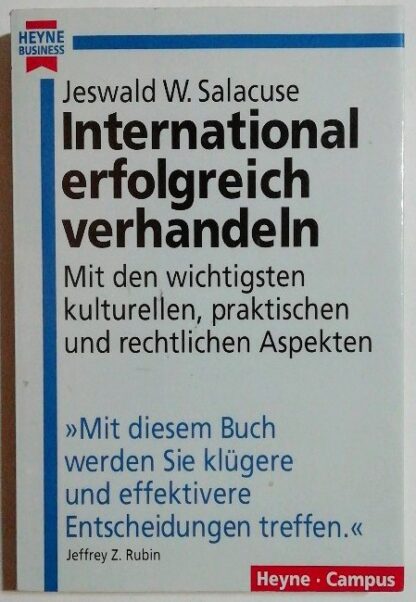 HEYNE
BUSINESS
Jeswald W. Salacuse
International
erfolgreich
verhandeln
Mit den wichtigsten
kulturellen, praktischen
und rechtlichen Aspekten
»Mit diesem Buch
werden Sie klügere
und effektivere
Entscheidungen treffen.«
Jeffrey Z. Rubin
Heyne · Campus